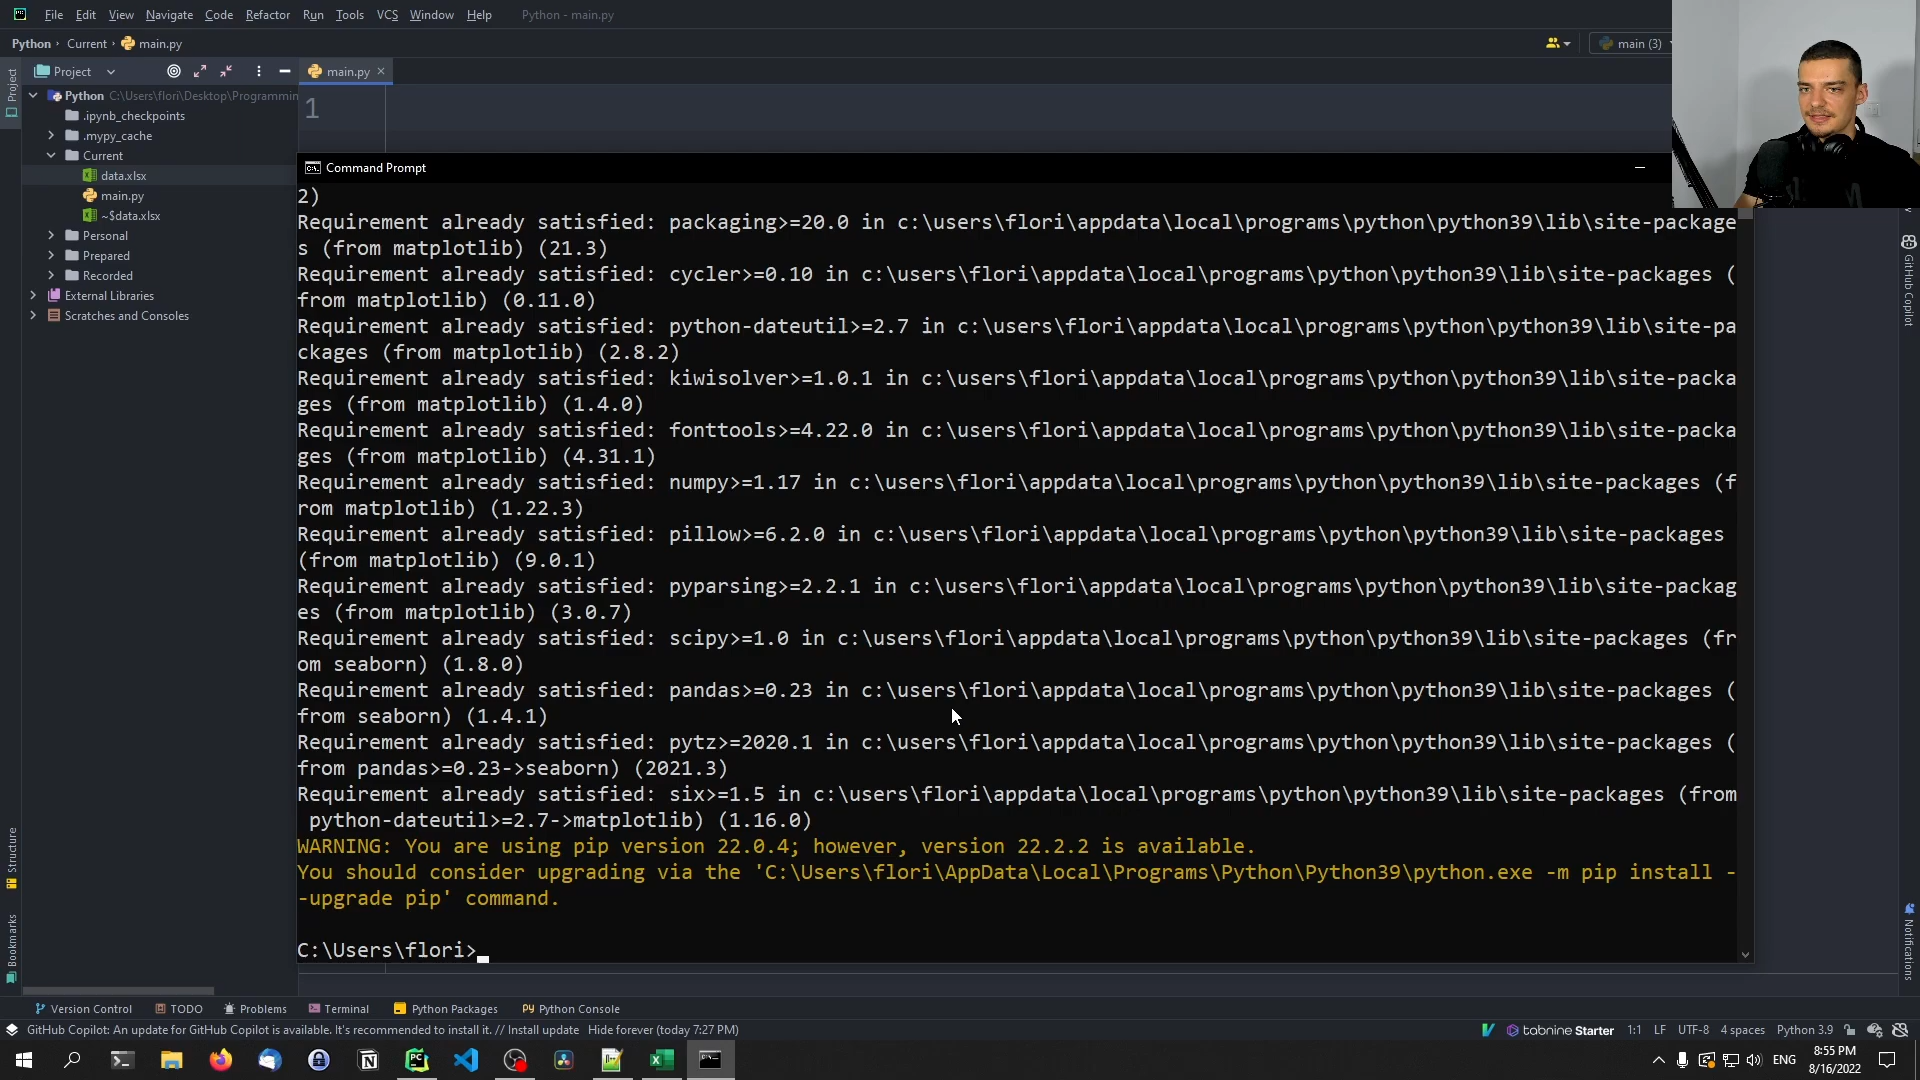 File Edit View Navigate Code Refactor Run Tools VCS Window Help Python - main.py
Python Current main.py main (3)
Project main.py
Project
1
Python C:\Users\flori\Desktop\Programmin
.ipynb_checkpoints
.mypy_cache
Current
data.xlsx
main.py
~$data.xlsx
Personal
Prepared
Recorded
External Libraries
Scratches and Consoles
Command Prompt
2)
Requirement already satisfied: packaging>=20.0 in c:\users\flori\appdata\local\programs\python\python39\lib\site-package
s (from matplotlib) (21.3)
Requirement already satisfied: cycler>=0.10 in c:\users\flori\appdata\local\programs\python\python39\lib\site-packages (
from matplotlib) (0.11.0)
Requirement already satisfied: python-dateutil>=2.7 in c:\users\flori\appdata\local\programs\python\python39\lib\site-pa
ckages (from matplotlib) (2.8.2)
Requirement already satisfied: kiwisolver>=1.0.1 in c:\users\flori\appdata\local\programs\python\python39\lib\site-packa
ges (from matplotlib) (1.4.0)
Requirement already satisfied: fonttools>=4.22.0 in c:\users\flori\appdata\local\programs\python\python39\lib\site-packa
ges (from matplotlib) (4.31.1)
Requirement already satisfied: numpy>=1.17 in c:\users\flori\appdata\local\programs\python\python39\lib\site-packages (f
rom matplotlib) (1.22.3)
Requirement already satisfied: pillow>=6.2.0 in c:\users\flori\appdata\local\programs\python\python39\lib\site-packages
(from matplotlib) (9.0.1)
Requirement already satisfied: pyparsing>=2.2.1 in c:\users\flori\appdata\local\programs\python\python39\lib\site-packag
es (from matplotlib) (3.0.7)
Requirement already satisfied: scipy>=1.0 in c:\users\flori\appdata\local\programs\python\python39\lib\site-packages (fr
om seaborn) (1.8.0)
Requirement already satisfied: pandas>=0.23 in c:\users\flori\appdata\local\programs\python\python39\lib\site-packages (
from seaborn) (1.4.1)
Requirement already satisfied: pytz>=2020.1 in c:\users\flori\appdata\local\programs\python\python39\lib\site-packages (
from pandas>=0.23->seaborn) (2021.3)
Requirement already satisfied: six>=1.5 in c:\users\flori\appdata\local\programs\python\python39\lib\site-packages (from
python-dateutil>=2.7->matplotlib) (1.16.0)
WARNING: You are using pip version 22.0.4; however, version 22.2.2 is available.
You should consider upgrading via the 'C:\Users\flori\AppData\Local\Programs\Python\Python39\python.exe -m pip install -
-upgrade pip' command.
C:\Users\flori>
GitHub Copilot
Notifications
Structure
Bookmarks
Version Control TODO Problems Terminal Python Packages Python Console
GitHub Copilot: An update for GitHub Copilot is available. It's recommended to install it. // Install update Hide forever (today 7:27 PM) tabnine Starter 1:1 LF UTF-8 4 spaces Python 3.9
ENG 8:55 PM
8/16/2022